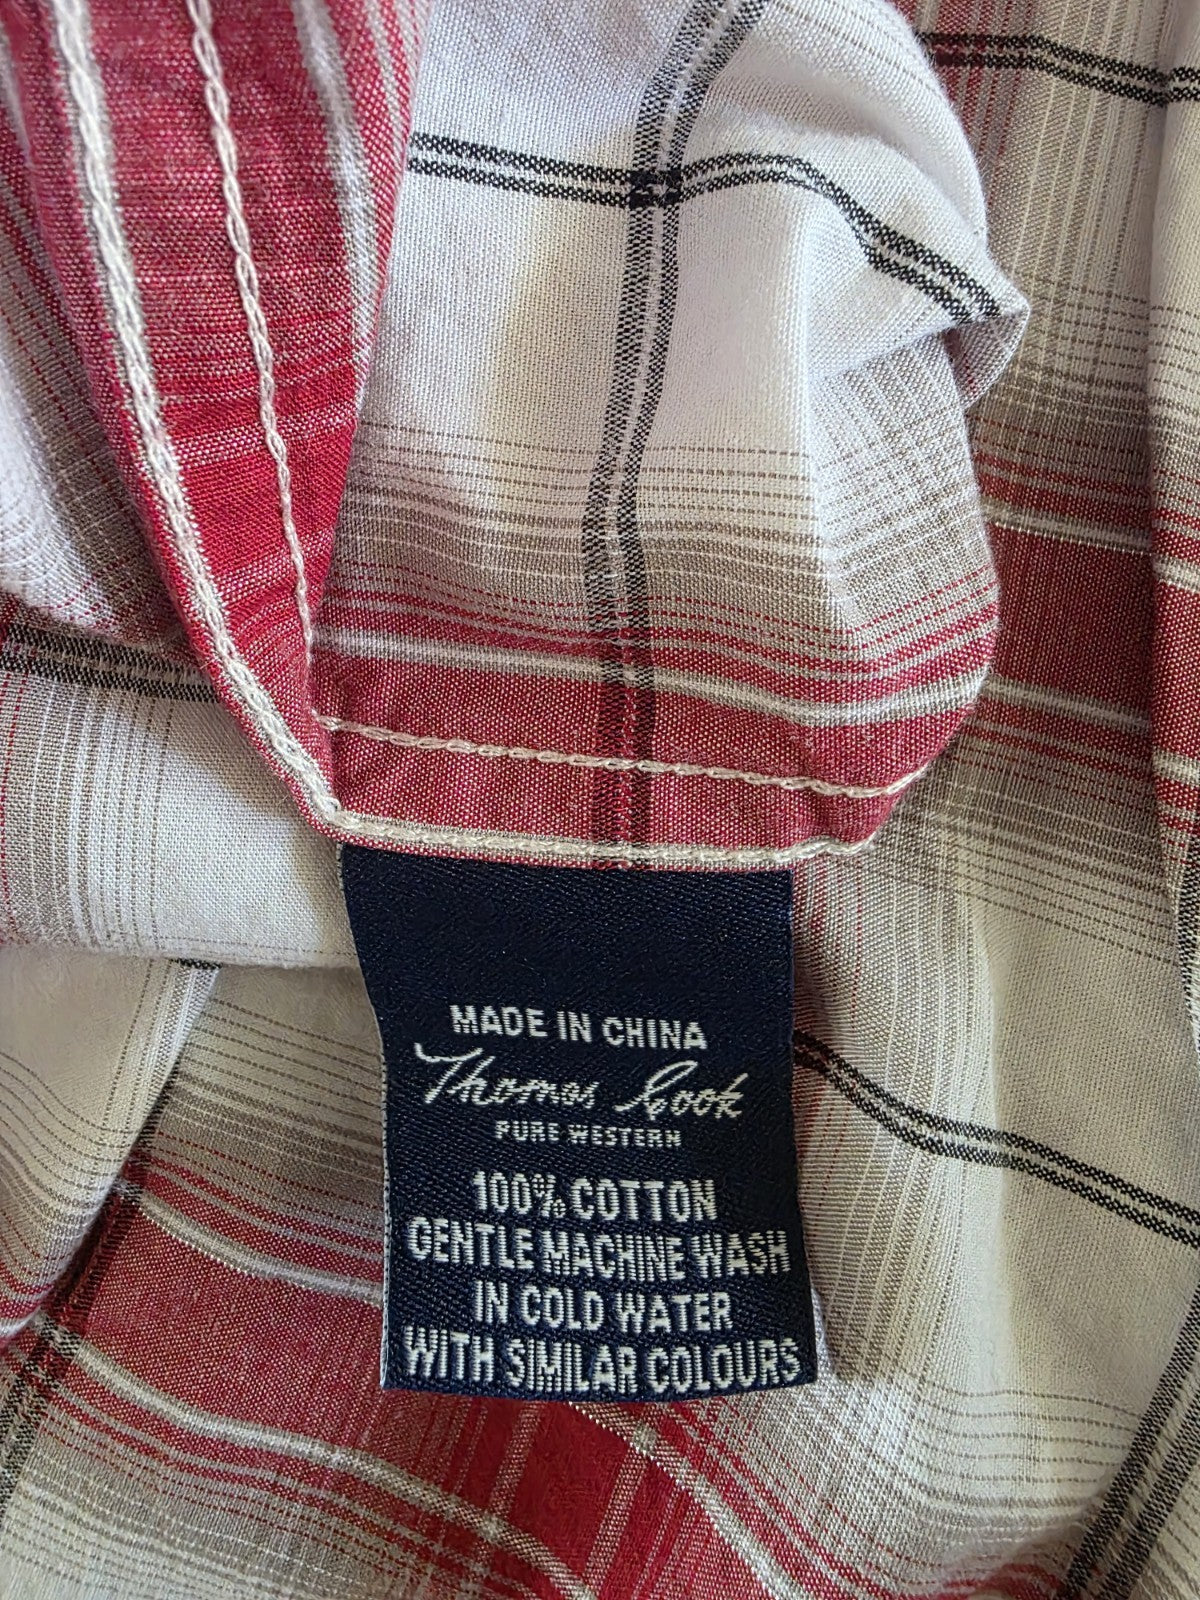 MADE IN CHINA
Thomas Cook
PURE WESTERN
100% COTTON
GENTLE MACHINE WASH
IN COLD WATER
WITH SIMILAR COLOURS